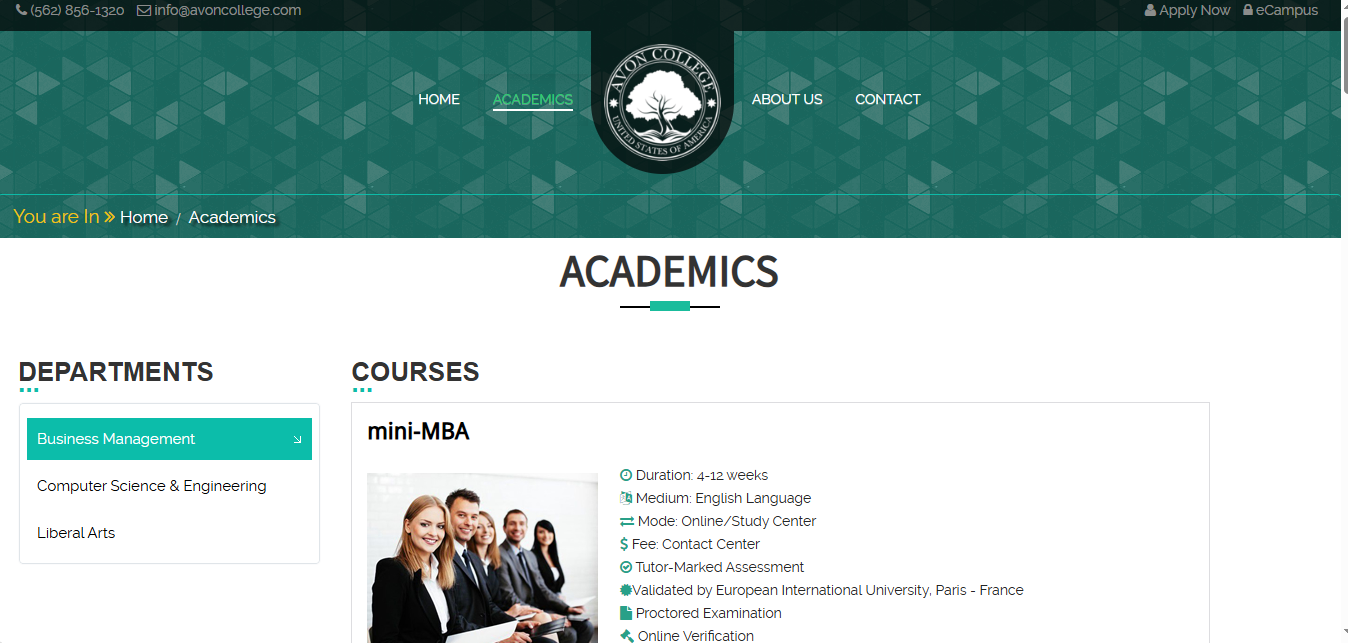 (562) 856-1320 info@avoncollege.com Apply Now eCampus
HOME ACADEMICS ABOUT US CONTACT
AVON COLLEGE
UNITED STATES OF AMERICA
You are In » Home / Academics
ACADEMICS
DEPARTMENTS
Business Management
Computer Science & Engineering
Liberal Arts
COURSES
mini-MBA
Duration: 4-12 weeks
Medium: English Language
Mode: Online/Study Center
$ Fee: Contact Center
Tutor-Marked Assessment
Validated by European International University, Paris - France
Proctored Examination
Online Verification